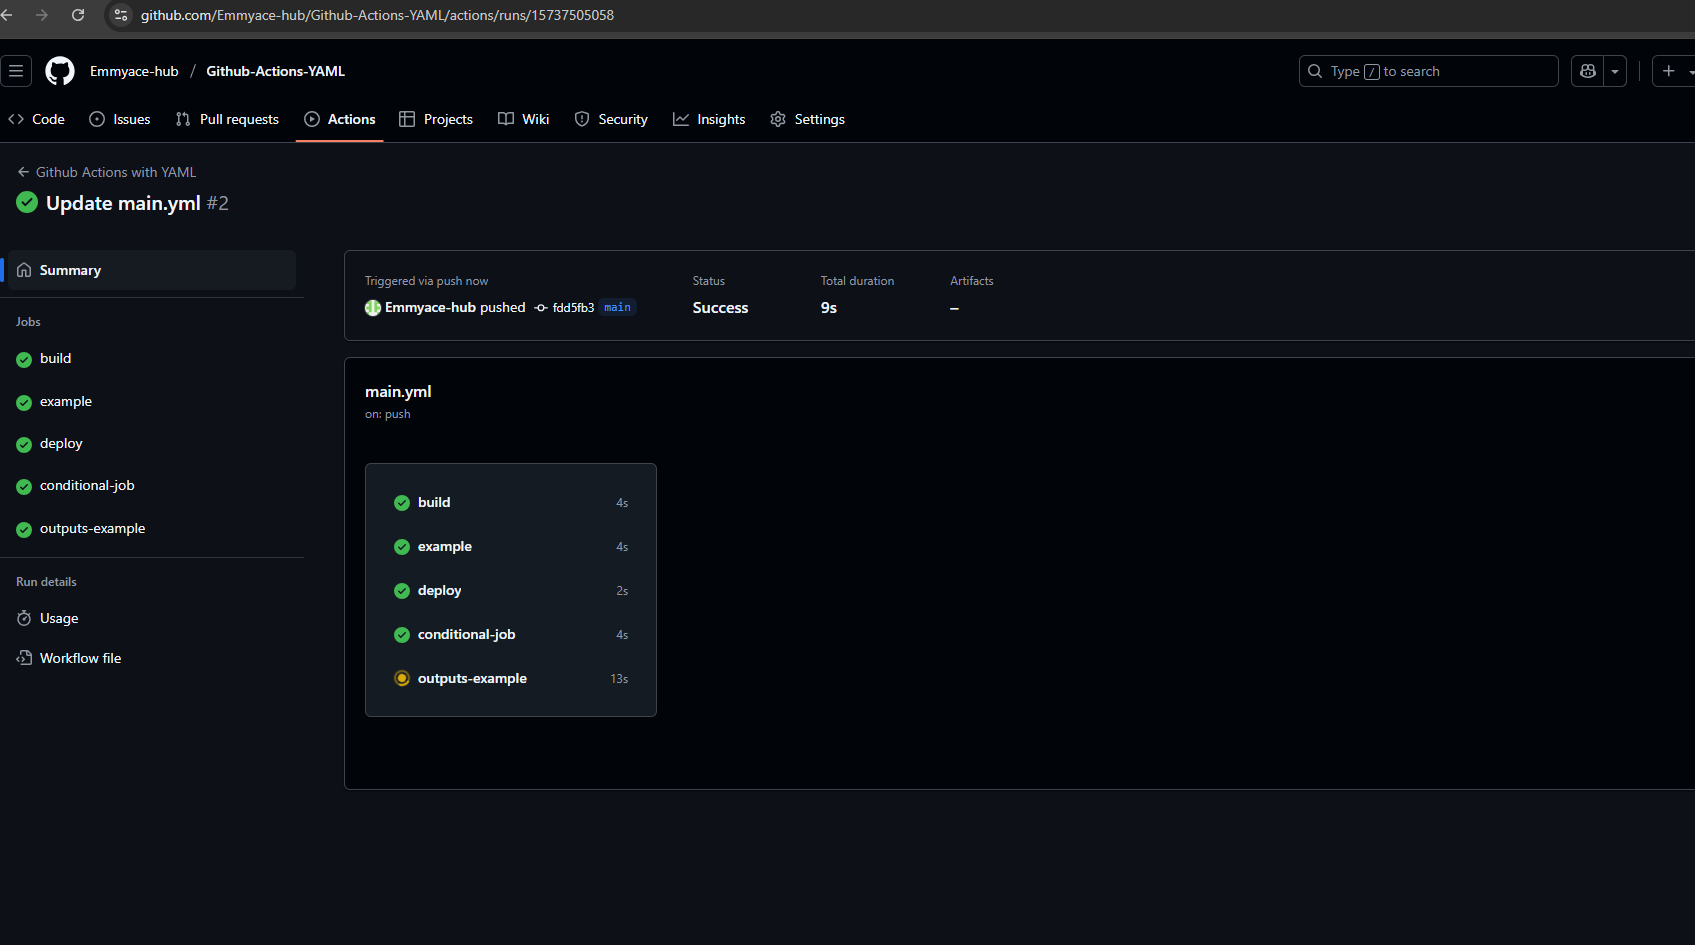 github.com/Emmyace-hub/Github-Actions-YAML/actions/runs/15737505058
Emmyace-hub / Github-Actions-YAML
Type / to search
Code Issues Pull requests Actions Projects Wiki Security Insights Settings
Github Actions with YAML
Update main.yml #2
Summary
Jobs
build
example
deploy
conditional-job
outputs-example
Run details
Usage
Workflow file
Triggered via push now
Emmyace-hub pushed fdd5fb3 main
Status
Success
Total duration
9s
Artifacts
–
main.yml
on: push
build 4s
example 4s
deploy 2s
conditional-job 4s
outputs-example 13s